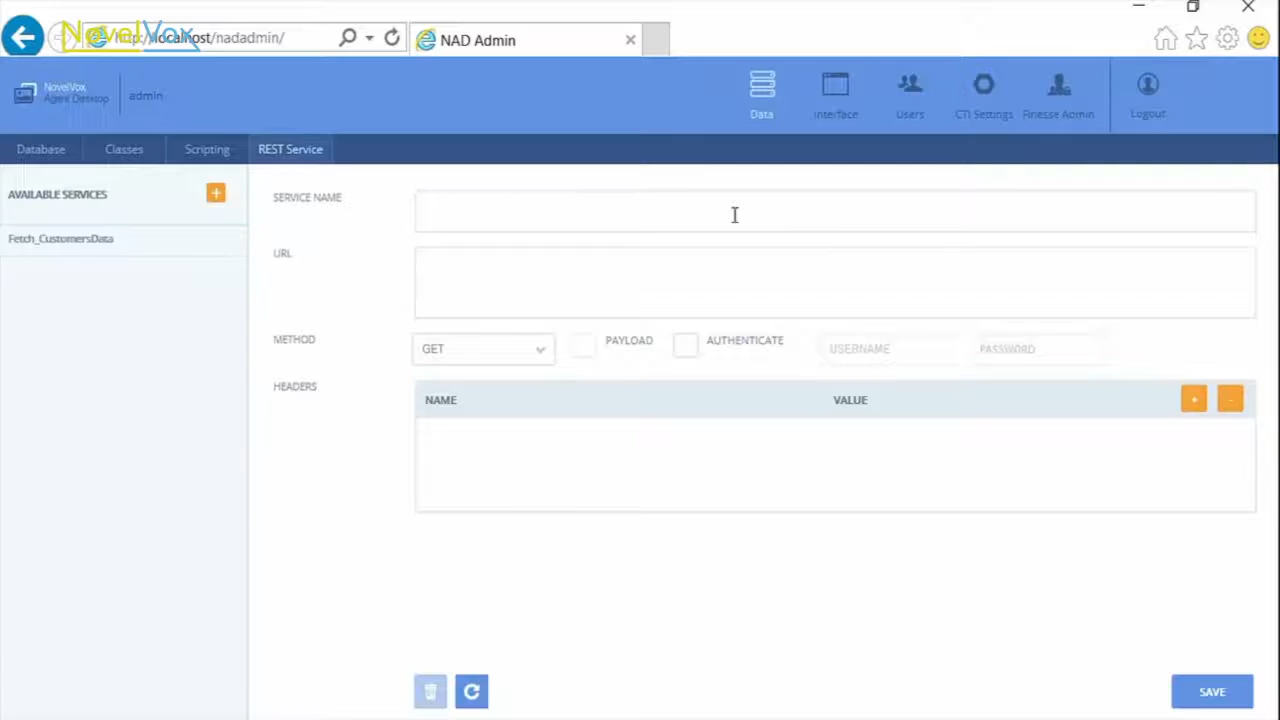 NovelVox
http://localhost/nadadmin/
NAD Admin
NovelVox
Agent Desktop
admin
Data
Interface
Users
CTI Settings
Finesse Admin
Logout
Database
Classes
Scripting
REST Service
AVAILABLE SERVICES
+
Fetch_CustomersData
SERVICE NAME
URL
METHOD
GET
PAYLOAD
AUTHENTICATE
USERNAME
PASSWORD
HEADERS
NAME
VALUE
+
-
SAVE